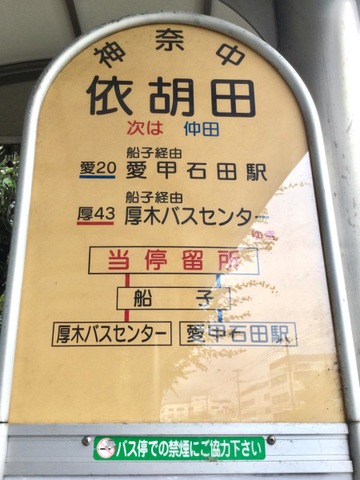 神奈中
依胡田
次は 仲田
船子経由
愛20 愛甲石田駅
船子経由
厚43 厚木バスセンター
ゆき
当停留所
船子
厚木バスセンター 愛甲石田駅
バス停での禁煙にご協力下さい